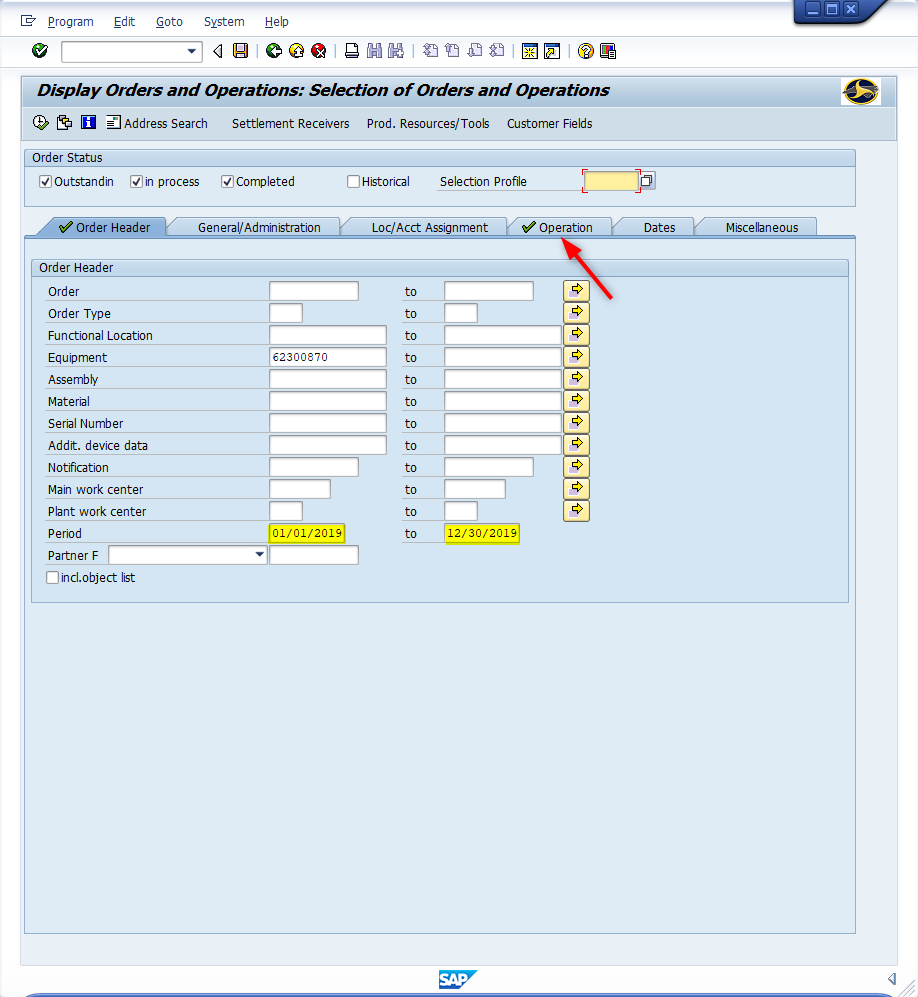 Program Edit Goto System Help
Display Orders and Operations: Selection of Orders and Operations
Address Search Settlement Receivers Prod. Resources/Tools Customer Fields
Order Status
Outstandin in process Completed Historical Selection Profile
Order Header General/Administration Loc/Acct Assignment Operation Dates Miscellaneous
Order Header
Order to
Order Type to
Functional Location to
Equipment 62300870 to
Assembly to
Material to
Serial Number to
Addit. device data to
Notification to
Main work center to
Plant work center to
Period 01/01/2019 to 12/30/2019
Partner F
incl.object list
SAP